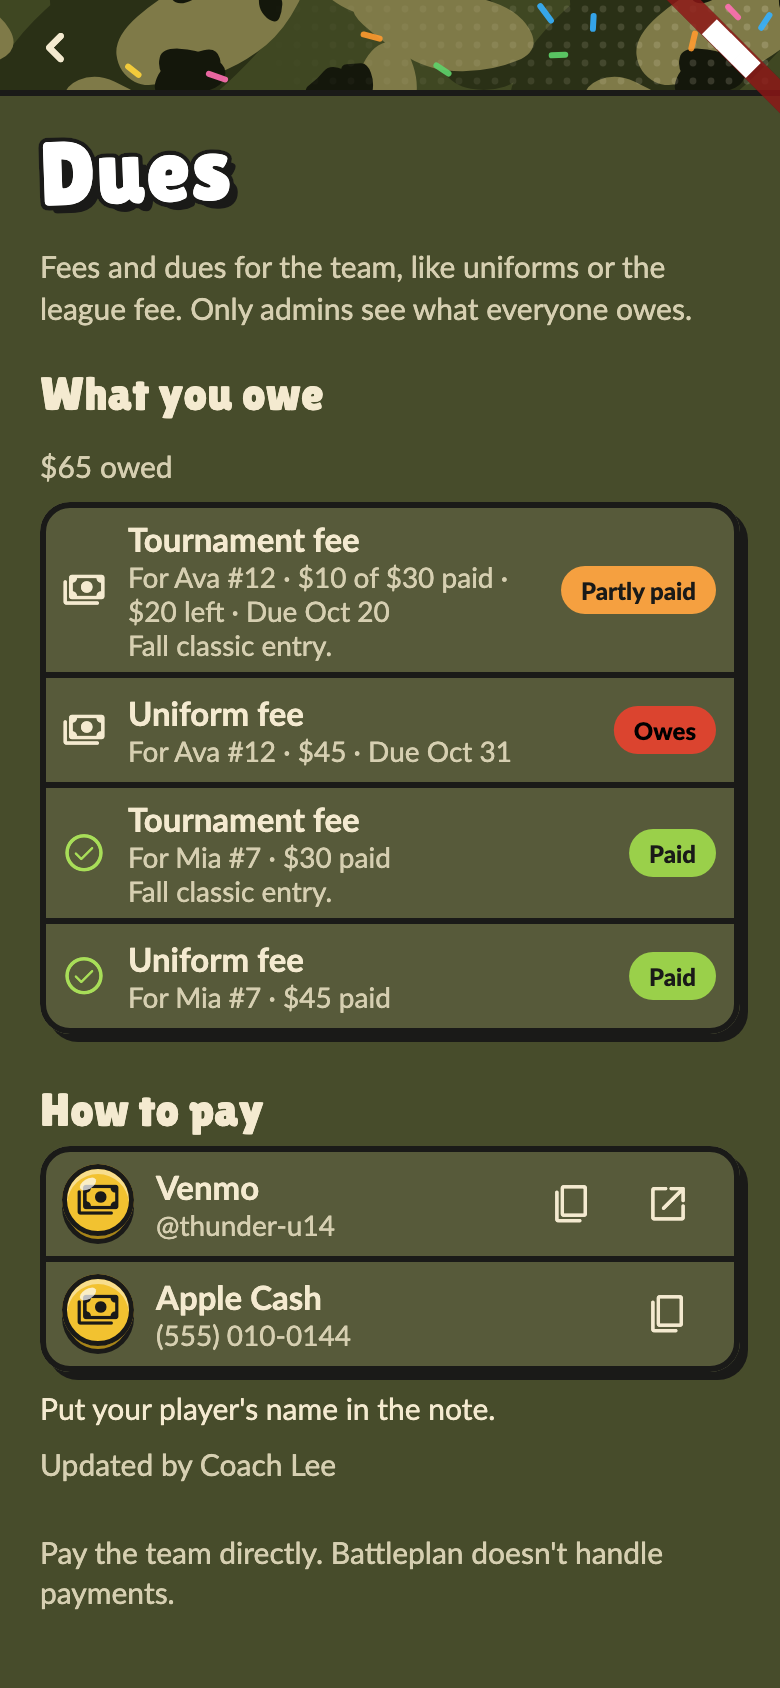 Dues
Fees and dues for the team, like uniforms or the
league fee. Only admins see what everyone owes.
What you owe
$65 owed
Tournament fee
For Ava #12 · $10 of $30 paid ·
$20 left · Due Oct 20
Fall classic entry.
Partly paid
Uniform fee
For Ava #12 · $45 · Due Oct 31
Owes
Tournament fee
For Mia #7 · $30 paid
Fall classic entry.
Paid
Uniform fee
For Mia #7 · $45 paid
Paid
How to pay
Venmo
@thunder-u14
Apple Cash
(555) 010-0144
Put your player's name in the note.
Updated by Coach Lee
Pay the team directly. Battleplan doesn't handle
payments.